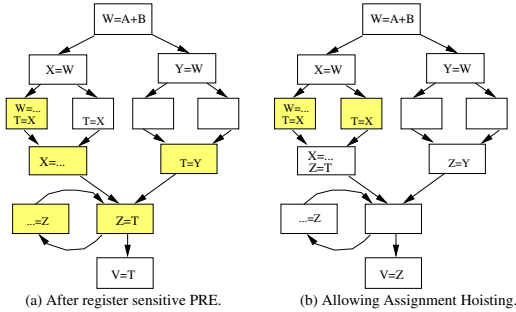 W=A+B
X=W
Y=W
W=...
T=X
T=X
X=...
T=Y
...=Z
Z=T
V=T
(a) After register sensitive PRE.
W=A+B
X=W
Y=W
W=...
T=X
T=X
X=...
Z=T
Z=Y
...=Z
V=Z
(b) Allowing Assignment Hoisting.